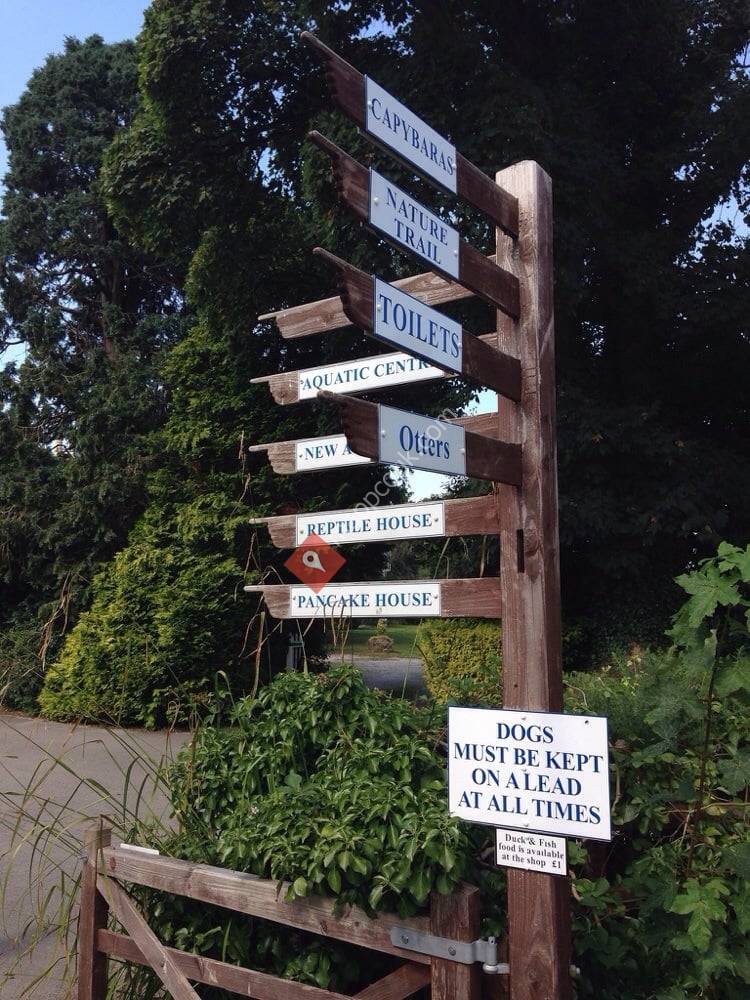 CAPYBARAS
NATURE
TRAIL
TOILETS
AQUATIC CENTR
Otters
NEW A
REPTILE HOUSE
PANCAKE HOUSE
DOGS
MUST BE KEPT
ON A LEAD
AT ALL TIMES
Duck & Fish
food is available
at the shop £1